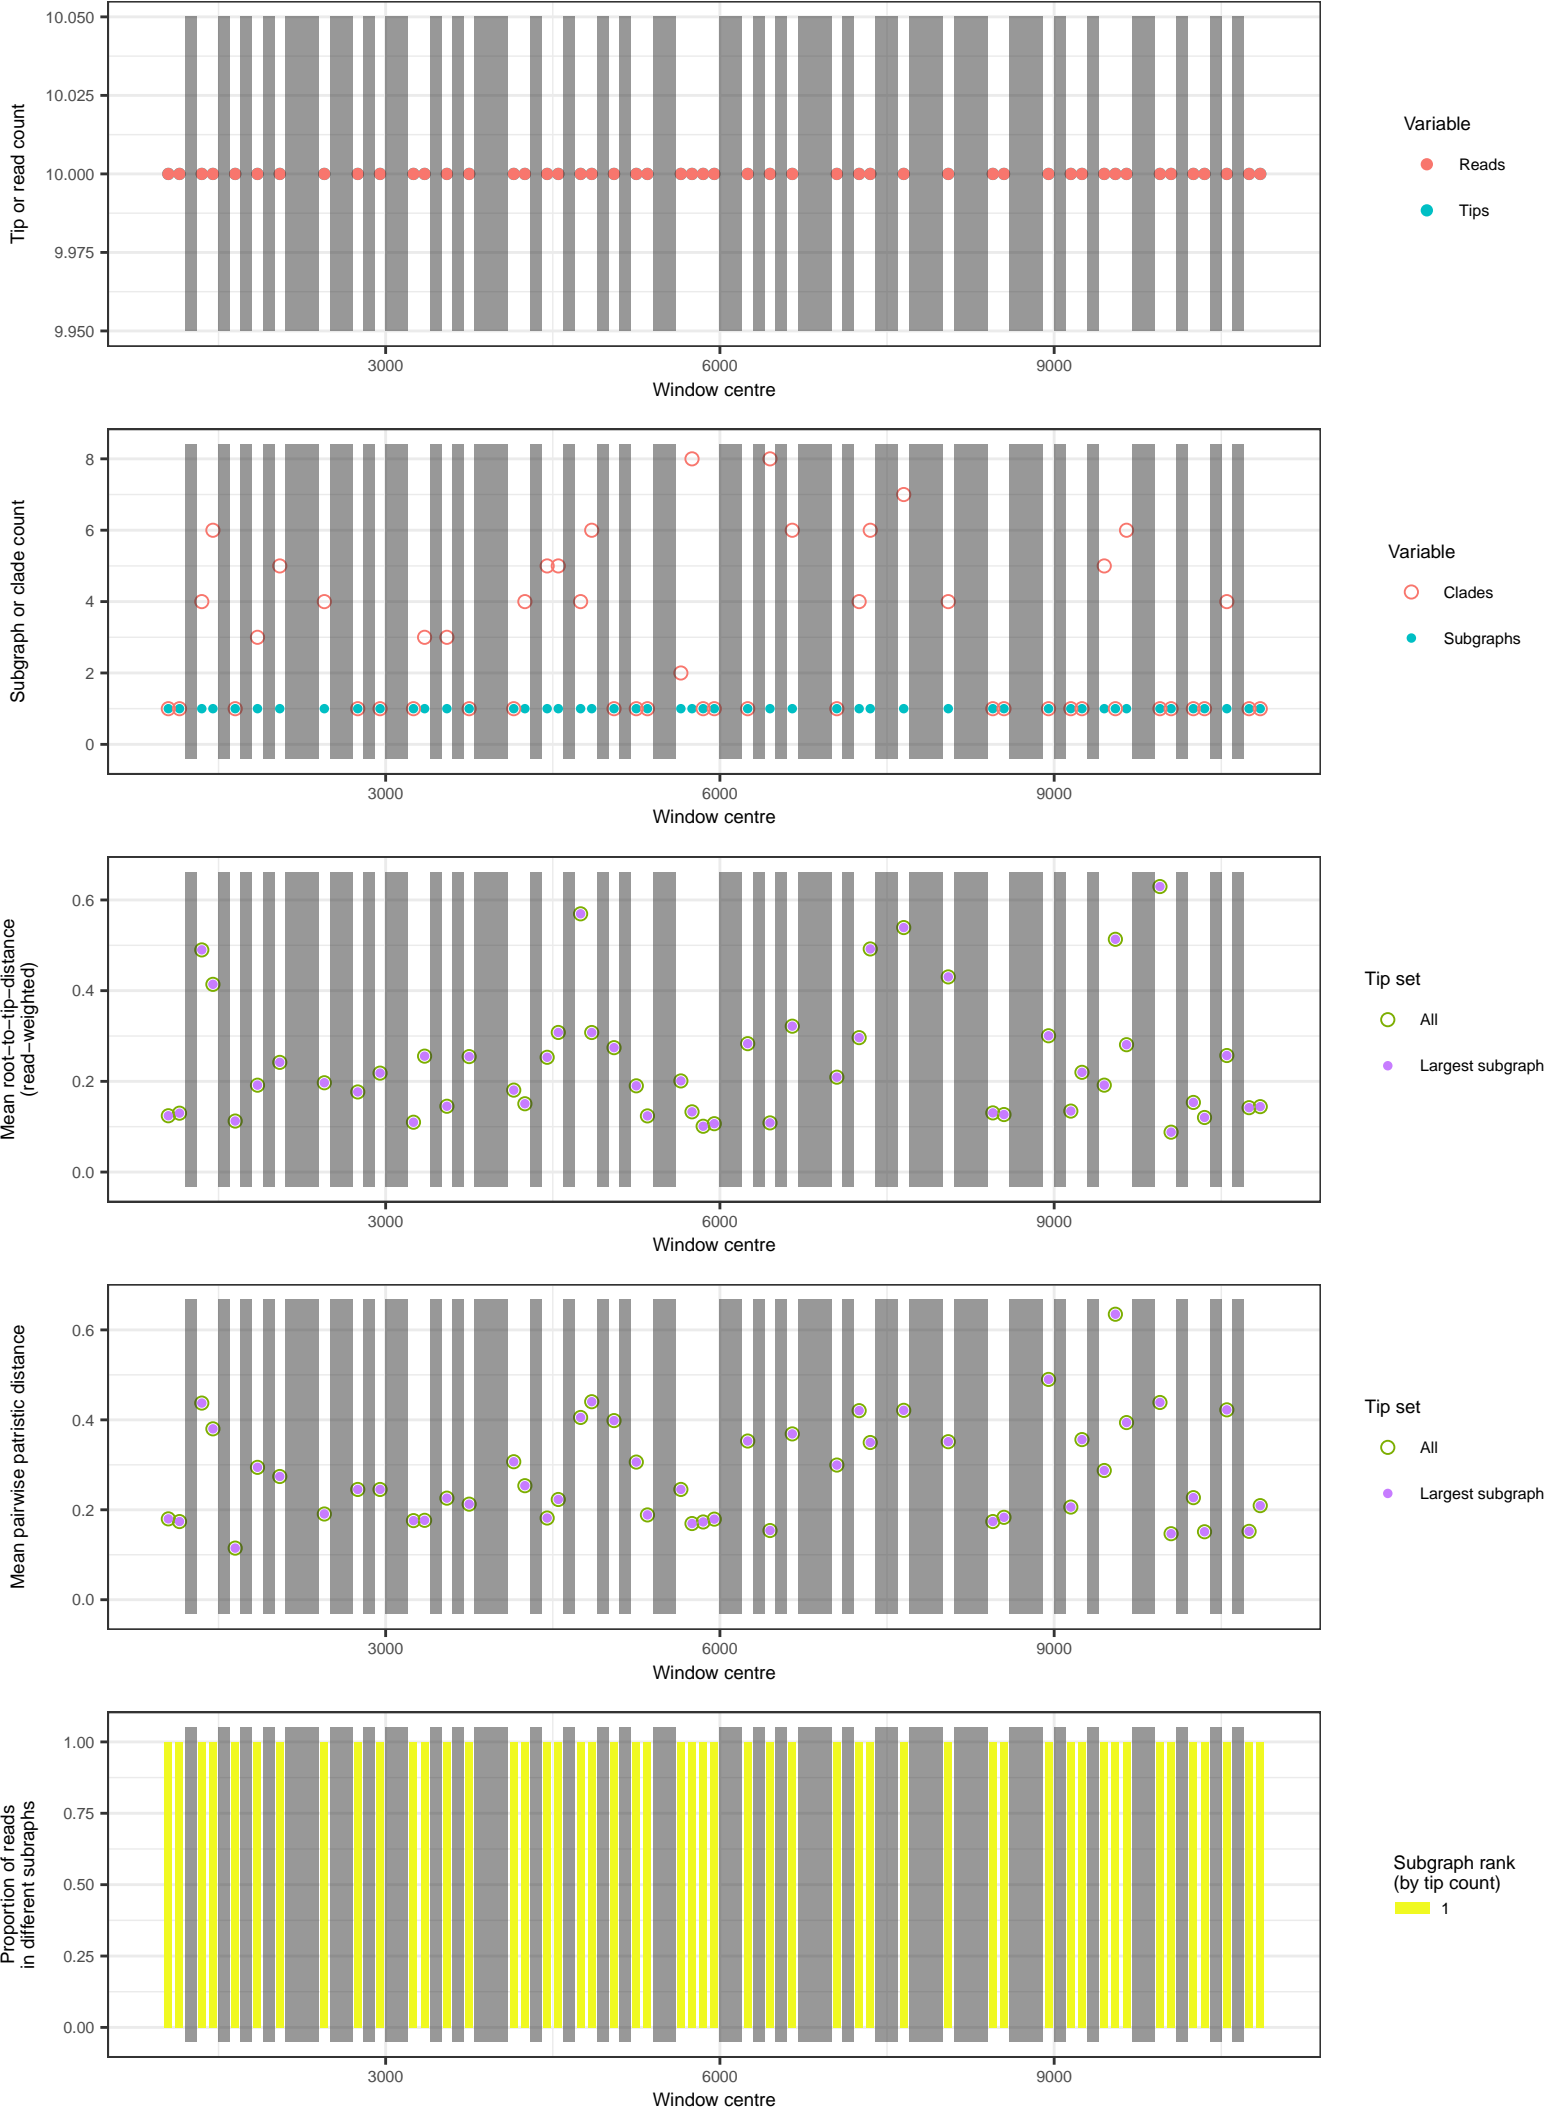 10.050
10.025
10.000
9.975
9.950
Tip or read count
3000
6000
9000
Window centre
Variable
Reads
Tips
8
6
4
2
0
Subgraph or clade count
3000
6000
9000
Window centre
Variable
Clades
Subgraphs
0.6
0.4
0.2
0.0
Mean root−to−tip−distance
(read−weighted)
3000
6000
9000
Window centre
Tip set
All
Largest subgraph
0.6
0.4
0.2
0.0
Mean pairwise patristic distance
3000
6000
9000
Window centre
Tip set
All
Largest subgraph
1.00
0.75
0.50
0.25
0.00
Proportion of reads
in different subraphs
3000
6000
9000
Window centre
Subgraph rank
(by tip count)
1